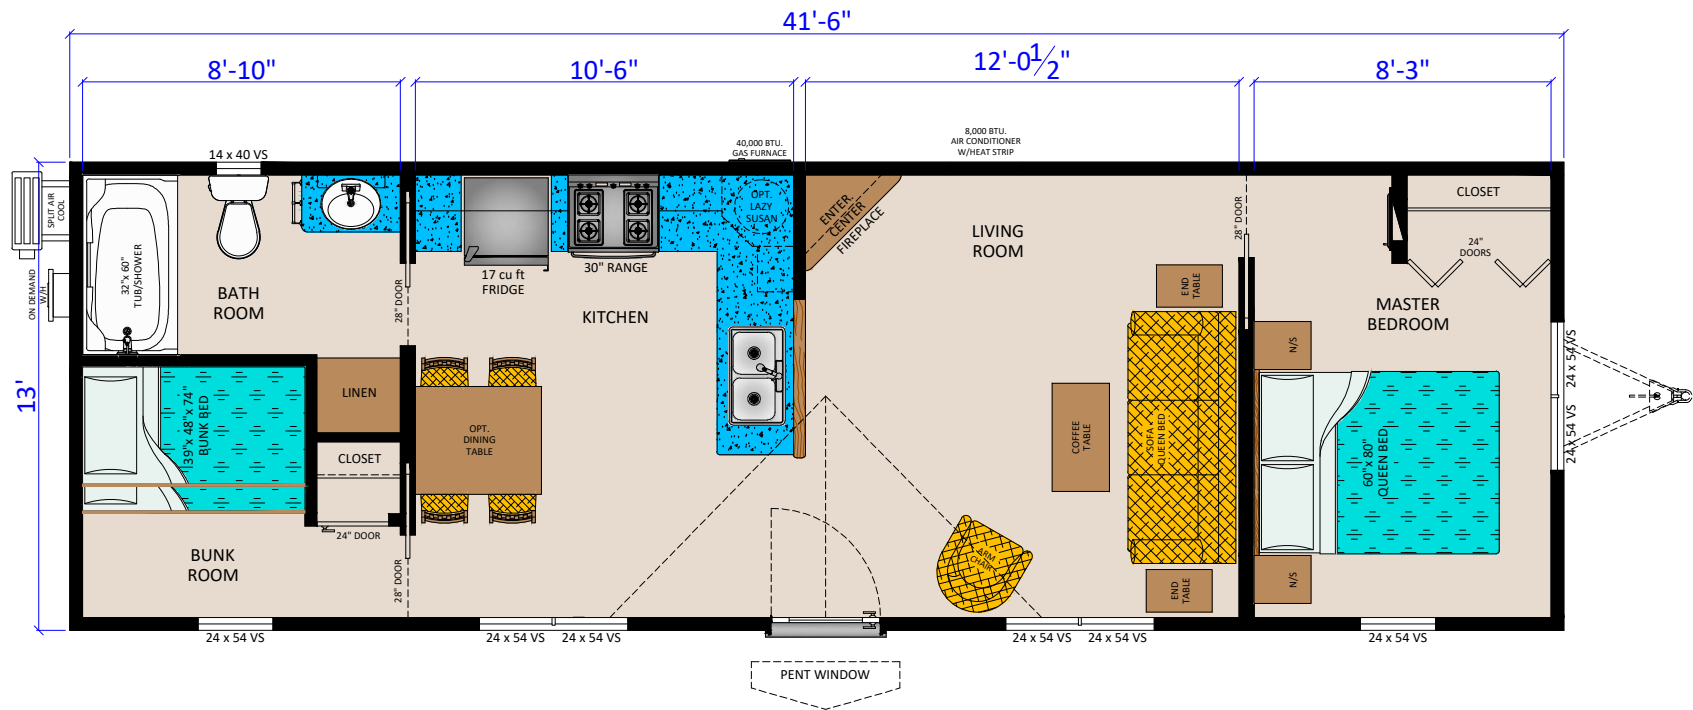 41'-6"
8'-10"
10'-6"
12'-0 1/2"
8'-3"
13'
14 x 40 VS
40,000 BTU.
GAS FURNACE
8,000 BTU.
AIR CONDITIONER
W/HEAT STRIP
SPLIT AIR
COOL
ON DEMAND
W/H
32"x 60"
TUB/SHOWER
BATH
ROOM
28" DOOR
17 cu ft
FRIDGE
30" RANGE
KITCHEN
OPT.
LAZY
SUSAN
ENTER.
CENTER
FIREPLACE
LIVING
ROOM
28" DOOR
CLOSET
24"
DOORS
MASTER
BEDROOM
END
TABLE
N/S
24 x 54 VS
24 x 54 VS
LINEN
39"x 48"x 74"
BUNK BED
CLOSET
24" DOOR
BUNK
ROOM
28" DOOR
OPT.
DINING
TABLE
COFFEE
TABLE
SOFA
QUEEN BED
ARM
CHAIR
END
TABLE
60"x 80"
QUEEN BED
N/S
24 x 54 VS
24 x 54 VS
24 x 54 VS
24 x 54 VS
24 x 54 VS
24 x 54 VS
PENT WINDOW